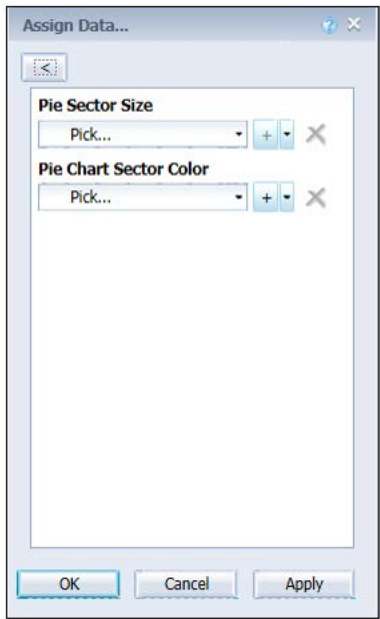 Assign Data...
<
Pie Sector Size
Pick...
+
Pie Chart Sector Color
Pick...
+
OK Cancel Apply